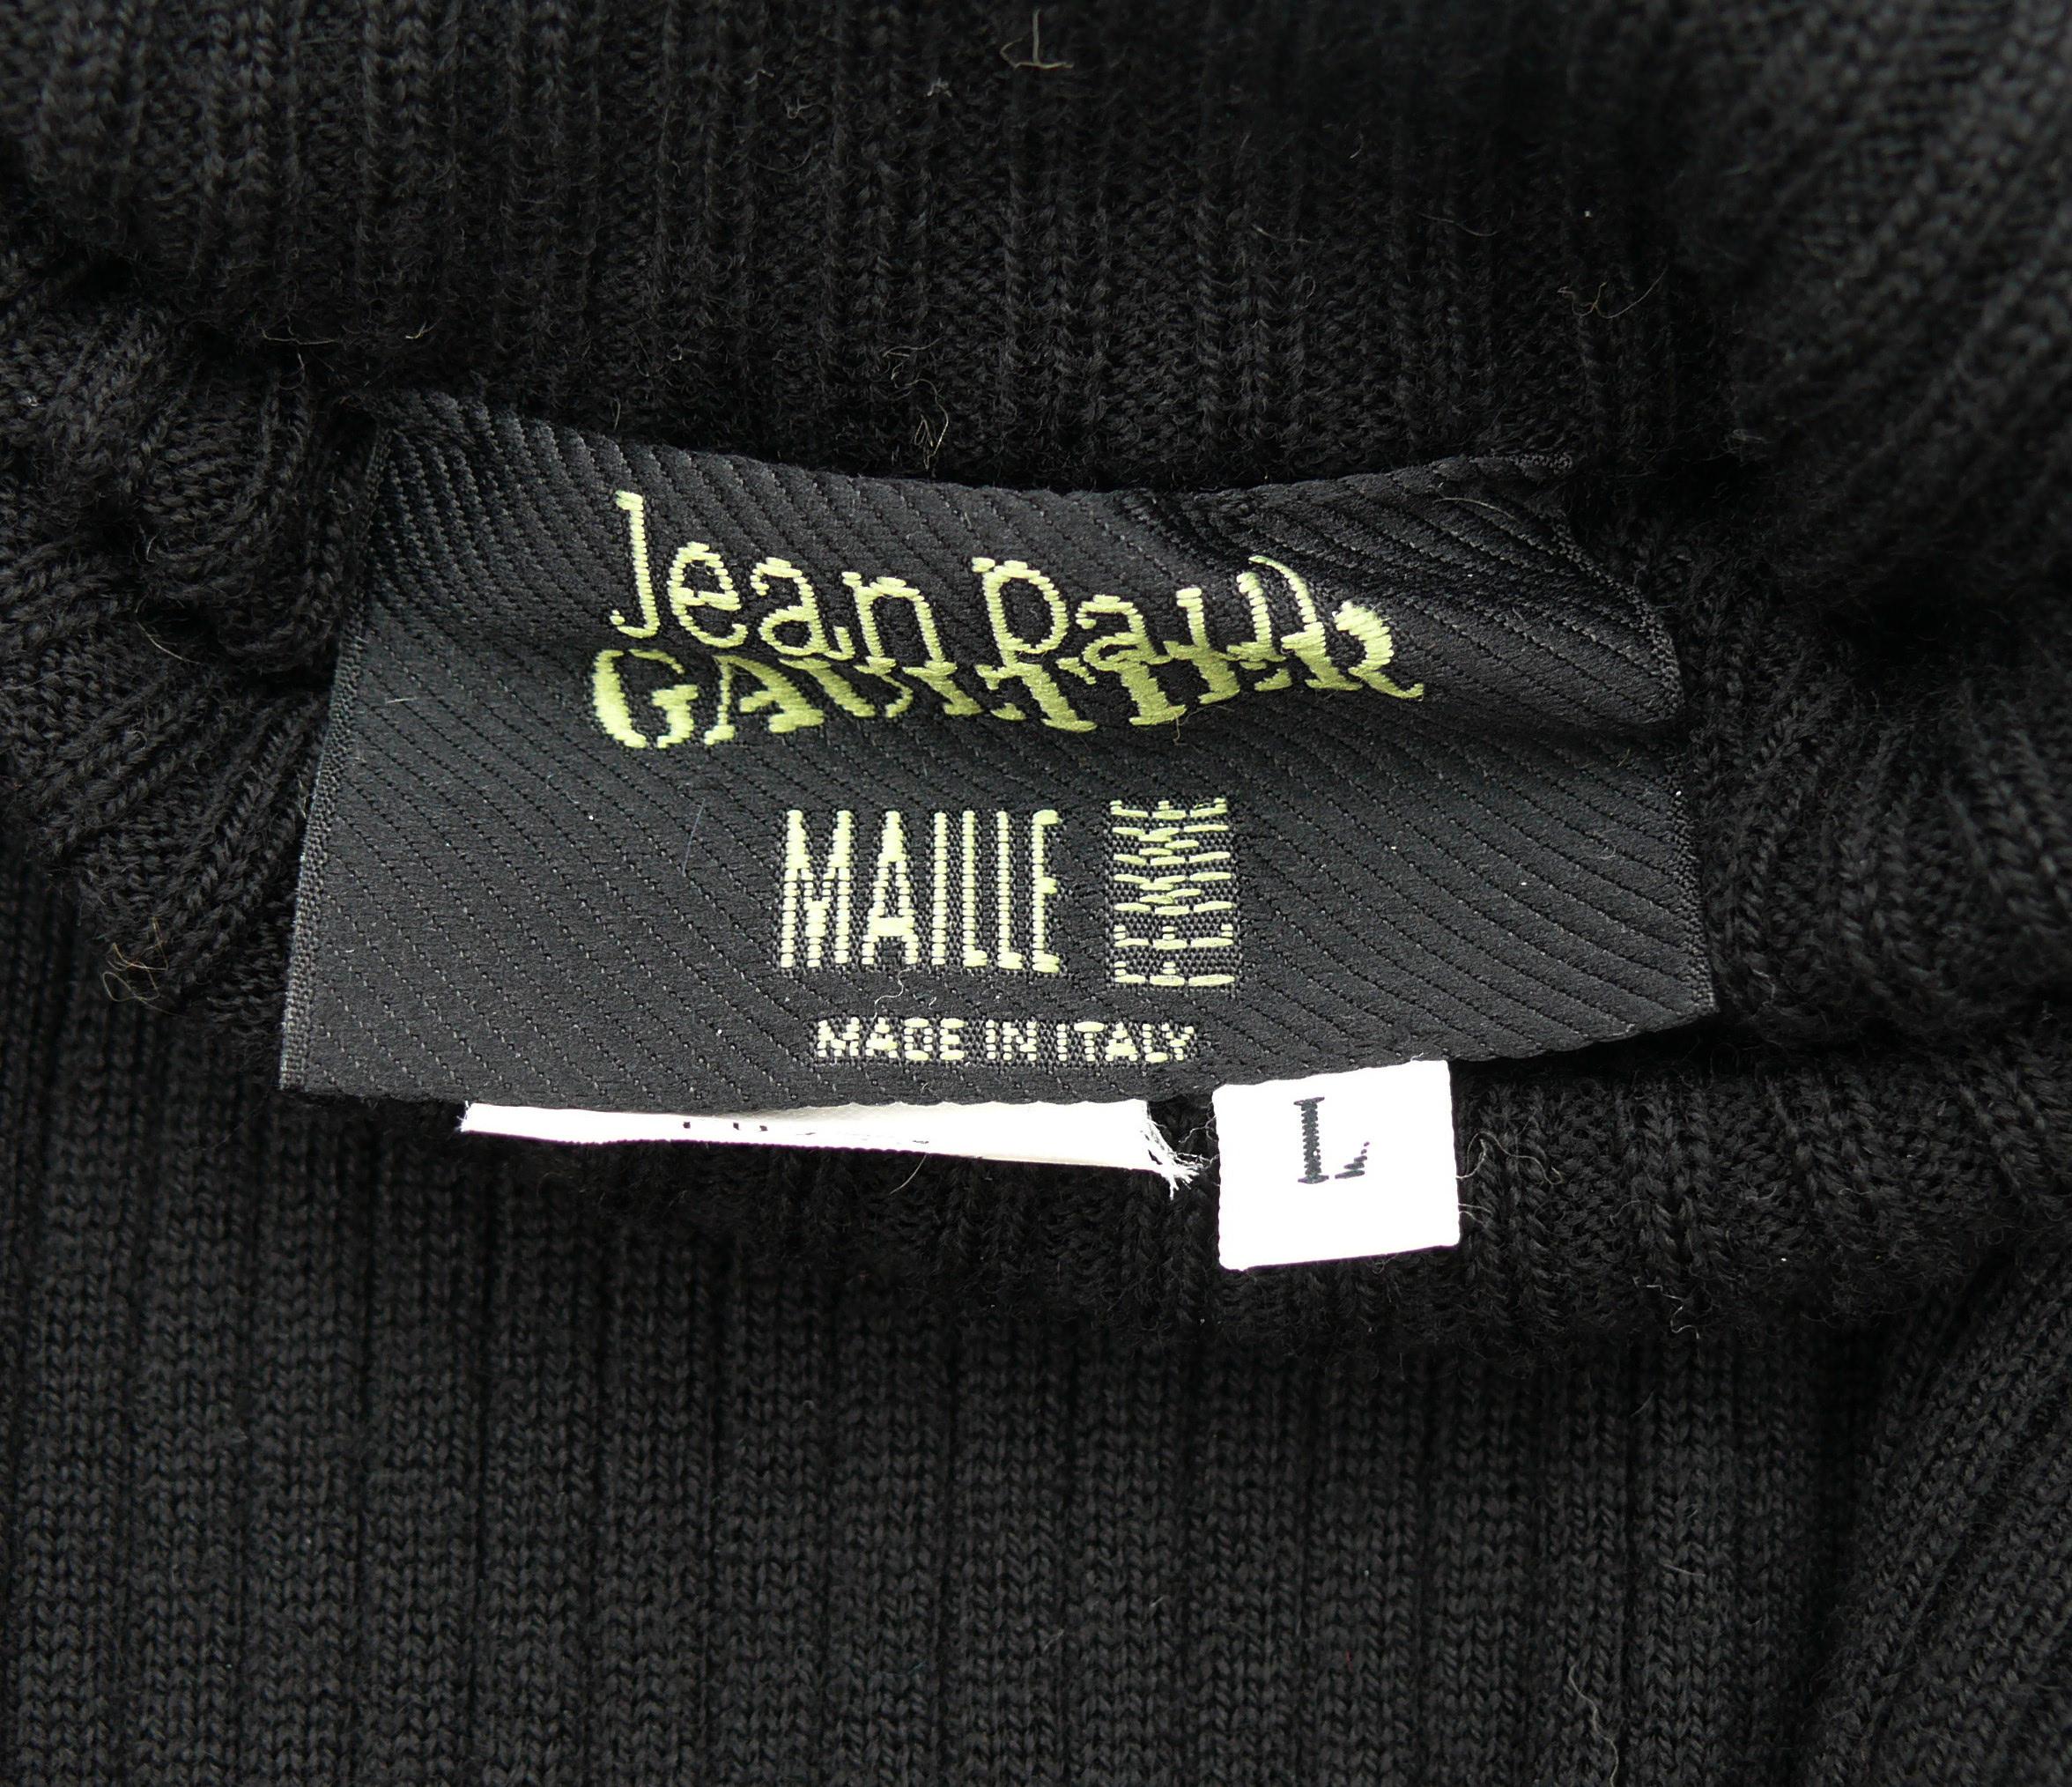 Jean Paul
GAULTIER
MAILLE FEMME
MADE IN ITALY
L